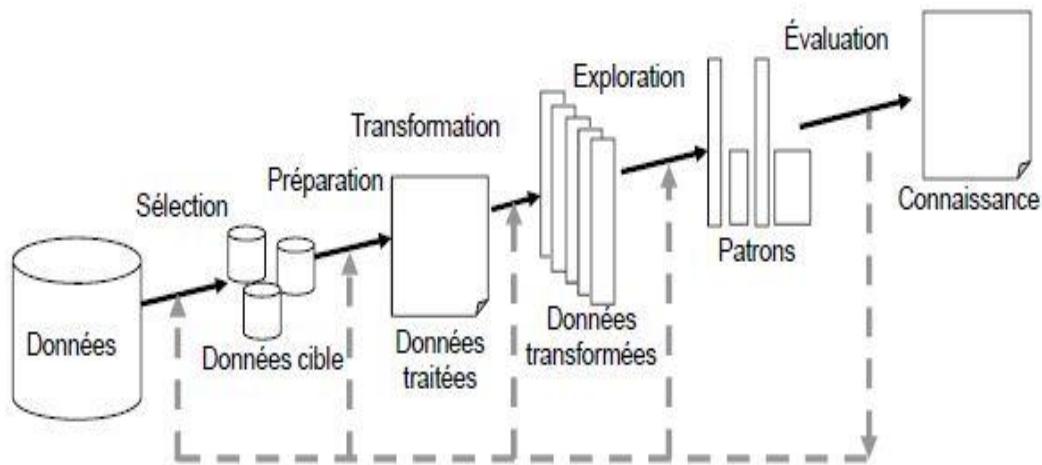 Évaluation
Exploration
Transformation
Préparation
Sélection
Connaissance
Patrons
Données
transformées
Données
traitées
Données cible
Données